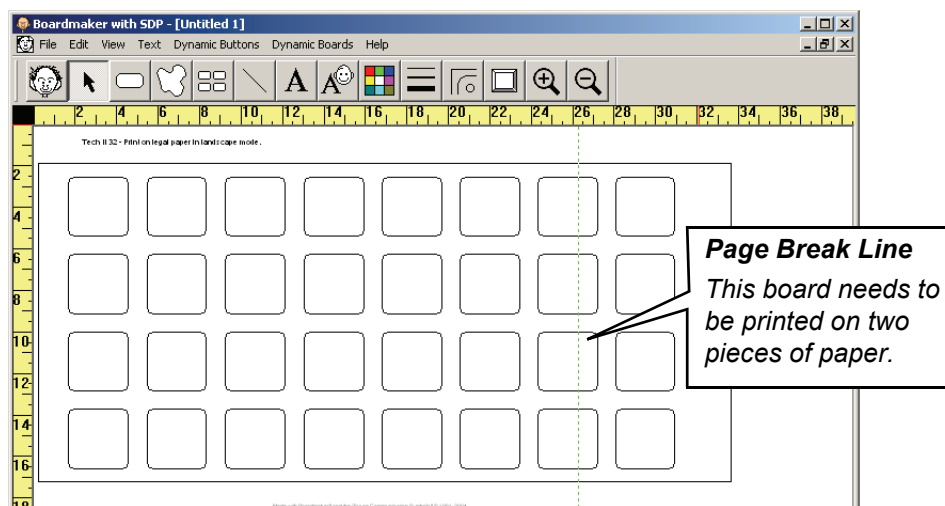 Boardmaker with SDP - [Untitled 1]
File Edit View Text Dynamic Buttons Dynamic Boards Help
A A
2 4 6 8 10 12 14 16 18 20 22 24 26 28 30 32 34 36 38
Tech II 32 - Print on legal paper in landscape mode.
2
4
6
8
10
12
14
16
18
Page Break Line
This board needs to
be printed on two
pieces of paper.